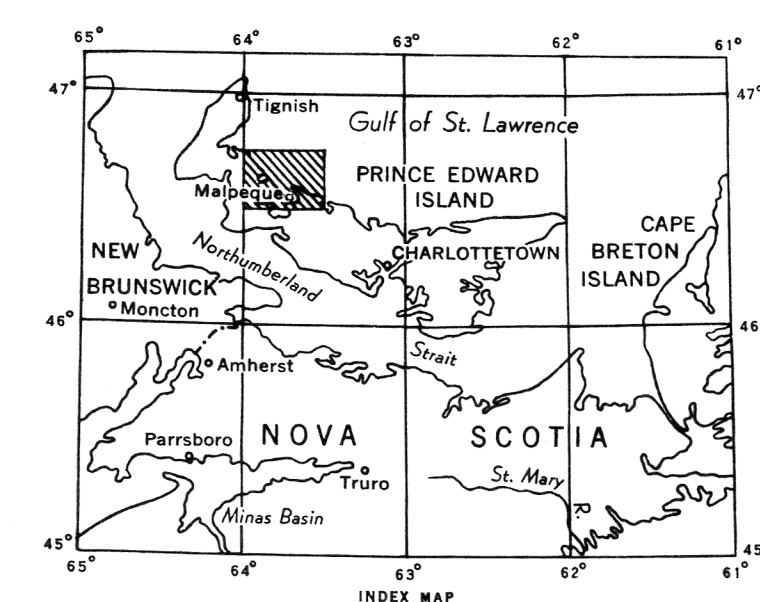 65° 64° 63° 62° 61°
47° 47°
Tignish
Gulf of St. Lawrence
PRINCE EDWARD
ISLAND
Malpeque
CAPE
BRETON
ISLAND
NEW
BRUNSWICK
Northumberland
CHARLOTTETOWN
Moncton
46° 46
Strait
Amherst
NOVA SCOTIA
Parrsboro
Truro
St. Mary
R.
Minas Basin
45° 45
65° 64° 63° 62° 61°
INDEX MAP